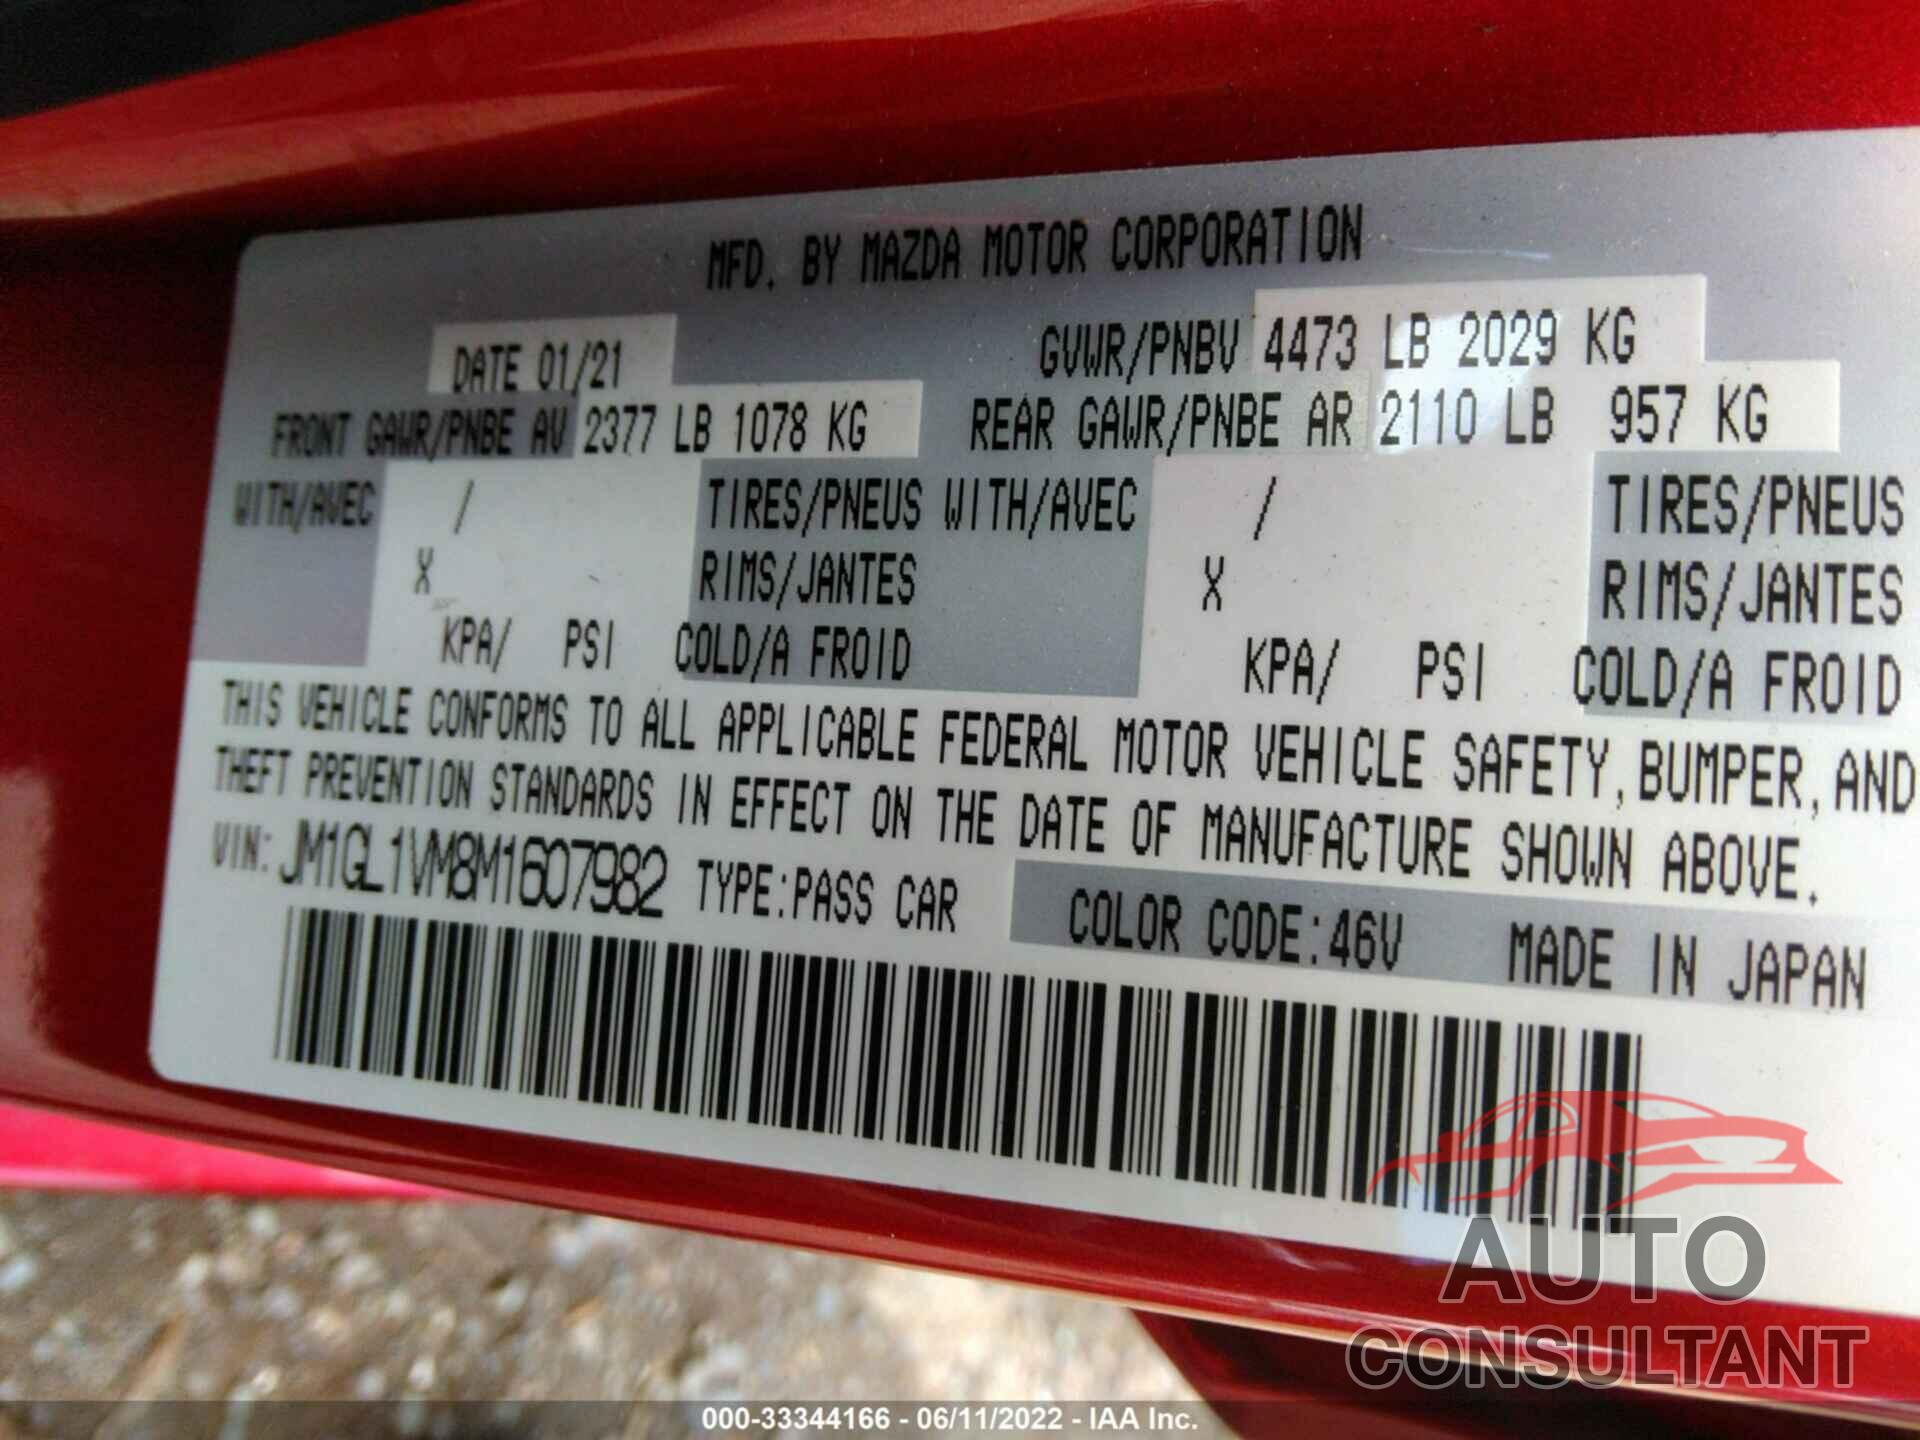 MFD. BY MAZDA MOTOR CORPORATION
DATE 01/21 GVWR/PNBV 4473 LB 2029 KG
FRONT GAWR/PNBE AV 2377 LB 1078 KG REAR GAWR/PNBE AR 2110 LB 957 KG
WITH/AVEC / TIRES/PNEUS WITH/AVEC / TIRES/PNEUS
X RIMS/JANTES X RIMS/JANTES
KPA/ PSI COLD/A FROID KPA/ PSI COLD/A FROID
THIS VEHICLE CONFORMS TO ALL APPLICABLE FEDERAL MOTOR VEHICLE SAFETY, BUMPER, AND
THEFT PREVENTION STANDARDS IN EFFECT ON THE DATE OF MANUFACTURE SHOWN ABOVE.
VIN: JM1GL1VM8M1607982 TYPE:PASS CAR COLOR CODE:46V MADE IN JAPAN
AUTO
CONSULTANT
000-33344166 - 06/11/2022 - IAA Inc.